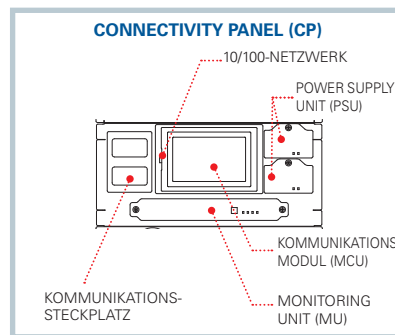 CONNECTIVITY PANEL (CP)
10/100-NETZWERK
POWER SUPPLY
UNIT (PSU)
KOMMUNIKATIONS
MODUL (MCU)
KOMMUNIKATIONS-
STECKPLATZ
MONITORING
UNIT (MU)